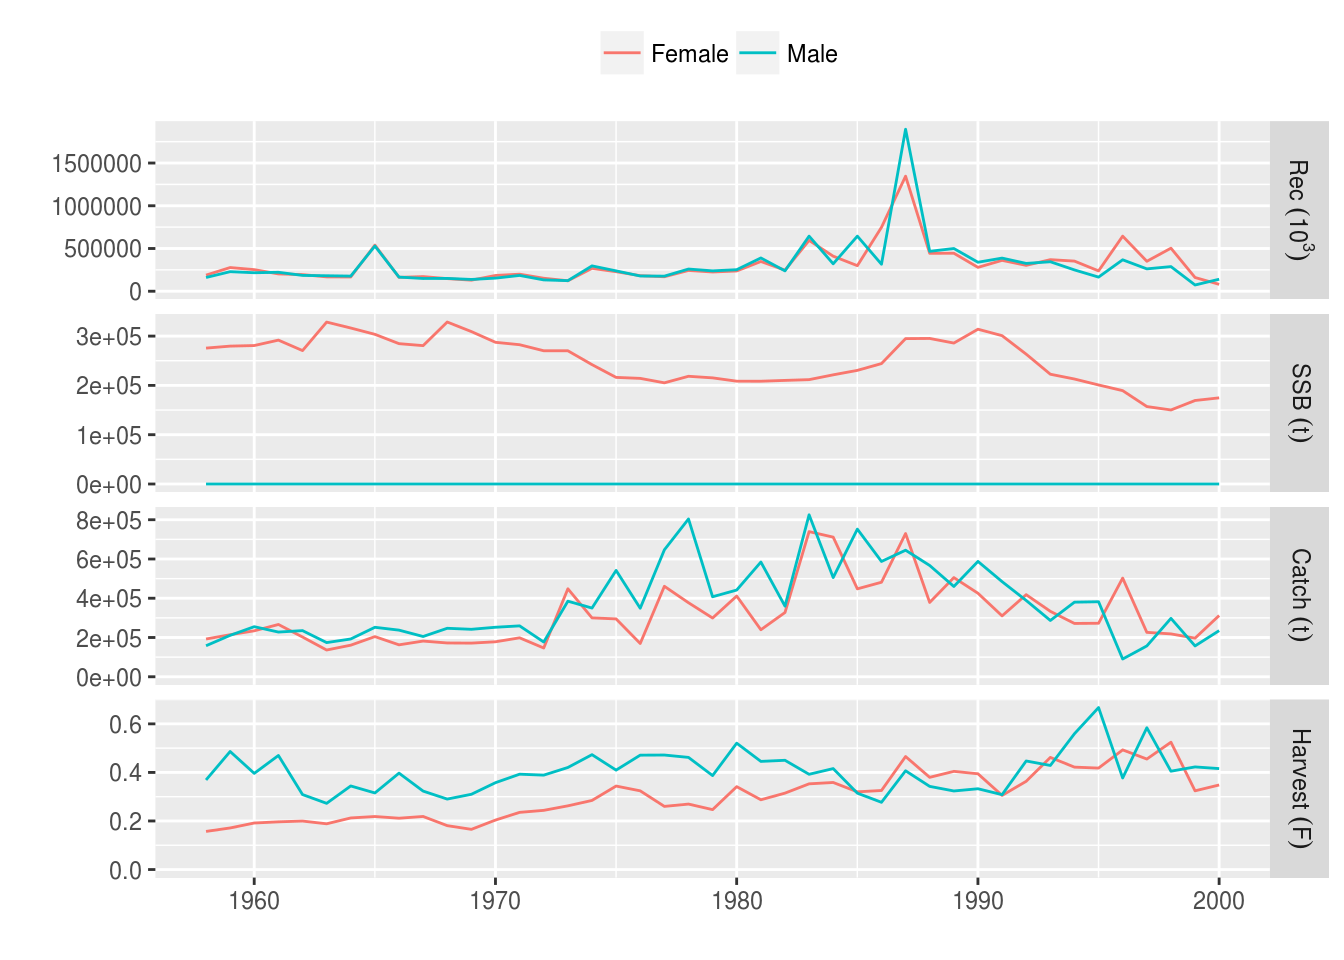 Female Male
1500000
1000000
500000
0
Rec (10³)
3e+05
2e+05
1e+05
0e+00
SSB (t)
8e+05
6e+05
4e+05
2e+05
0e+00
Catch (t)
0.6
0.4
0.2
0.0
Harvest (F)
1960 1970 1980 1990 2000